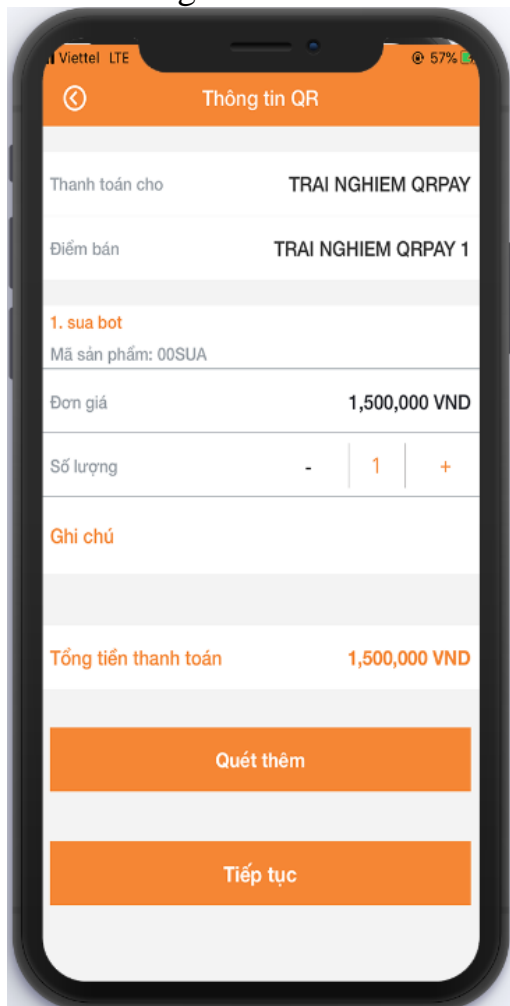 Viettel LTE 57%
Thông tin QR
Thanh toán cho TRAI NGHIEM QRPAY
Điểm bán TRAI NGHIEM QRPAY 1
1. sua bot
Mã sản phẩm: 00SUA
Đơn giá 1,500,000 VND
Số lượng - 1 +
Ghi chú
Tổng tiền thanh toán 1,500,000 VND
Quét thêm
Tiếp tục